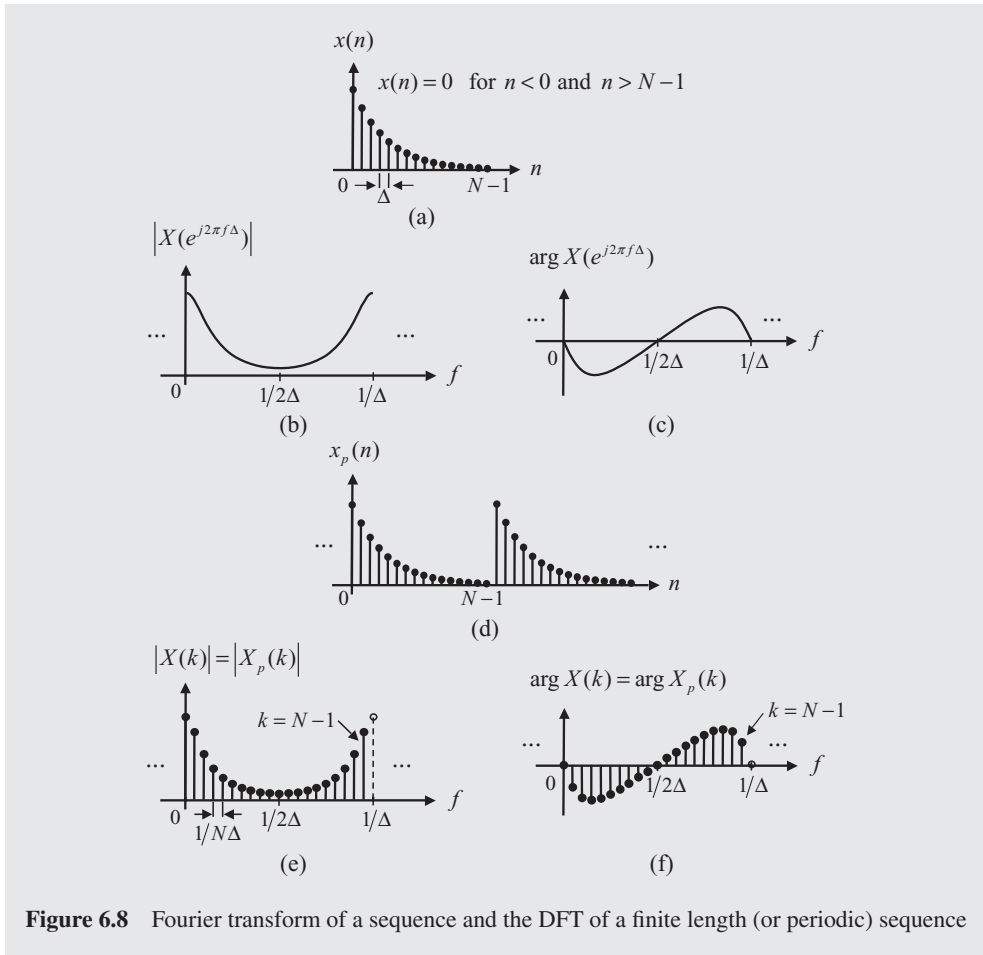 x(n)
x(n) = 0 for n < 0 and n > N − 1
n
0
Δ
N − 1
(a)
|X(e^{j2πfΔ})|
...
...
f
0
1/2Δ
1/Δ
(b)
arg X(e^{j2πfΔ})
...
...
f
0
1/2Δ
1/Δ
(c)
x_p(n)
...
...
n
0
N − 1
(d)
|X(k)| = |X_p(k)|
k = N − 1
...
...
f
0
1/NΔ
1/2Δ
1/Δ
(e)
arg X(k) = arg X_p(k)
k = N − 1
...
...
f
0
1/2Δ
1/Δ
(f)
Figure 6.8 Fourier transform of a sequence and the DFT of a finite length (or periodic) sequence